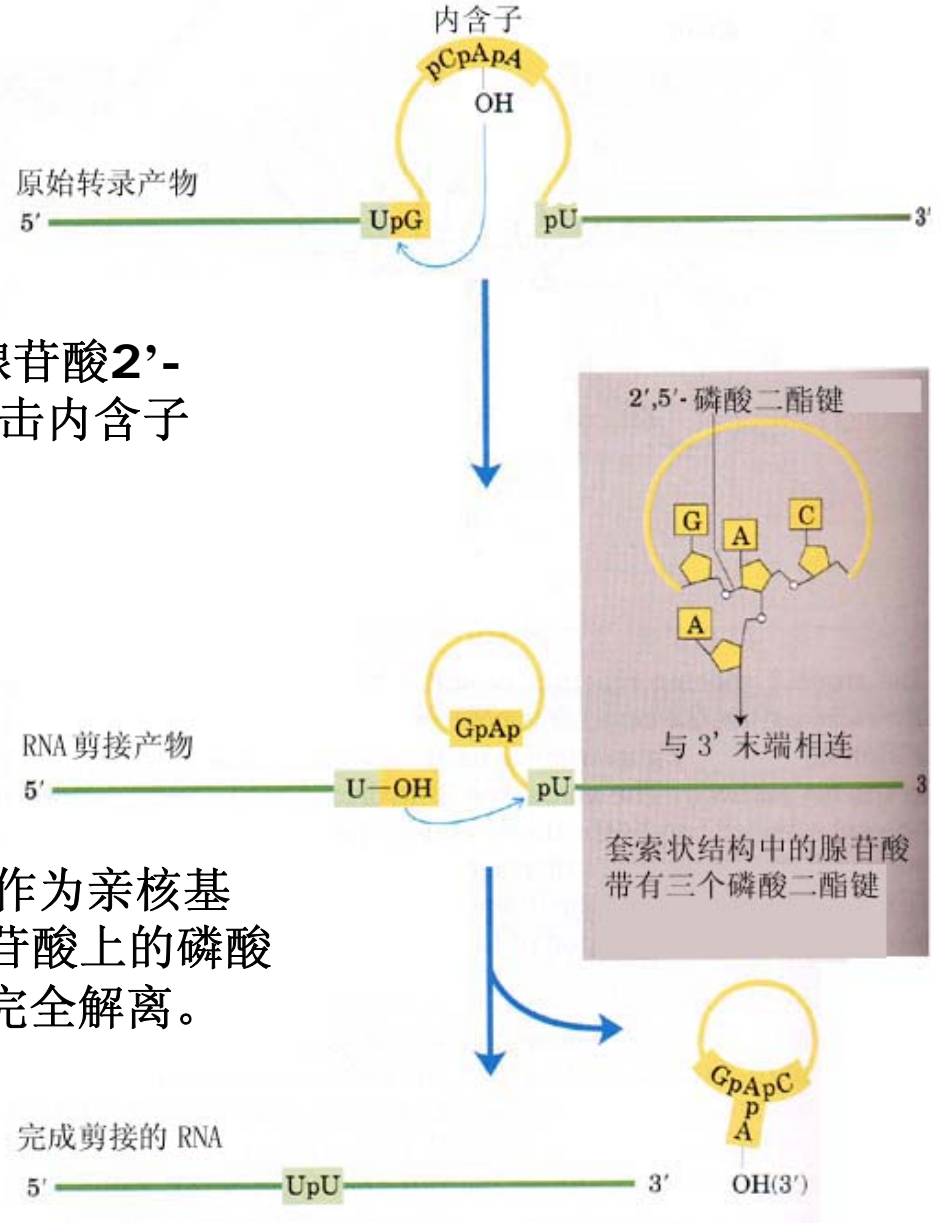 内含子
pCpApA
OH
原始转录产物
5′
UpG
pU
3′
腺苷酸2’-
击内含子
2′,5′-磷酸二酯键
G
A
C
A
与 3’ 末端相连
套索状结构中的腺苷酸
带有三个磷酸二酯键
GpAp
RNA 剪接产物
5′
U—OH
pU
3
作为亲核基
苷酸上的磷酸
完全解离。
GpApC
p
A
OH(3′)
完成剪接的 RNA
5′
UpU
3′